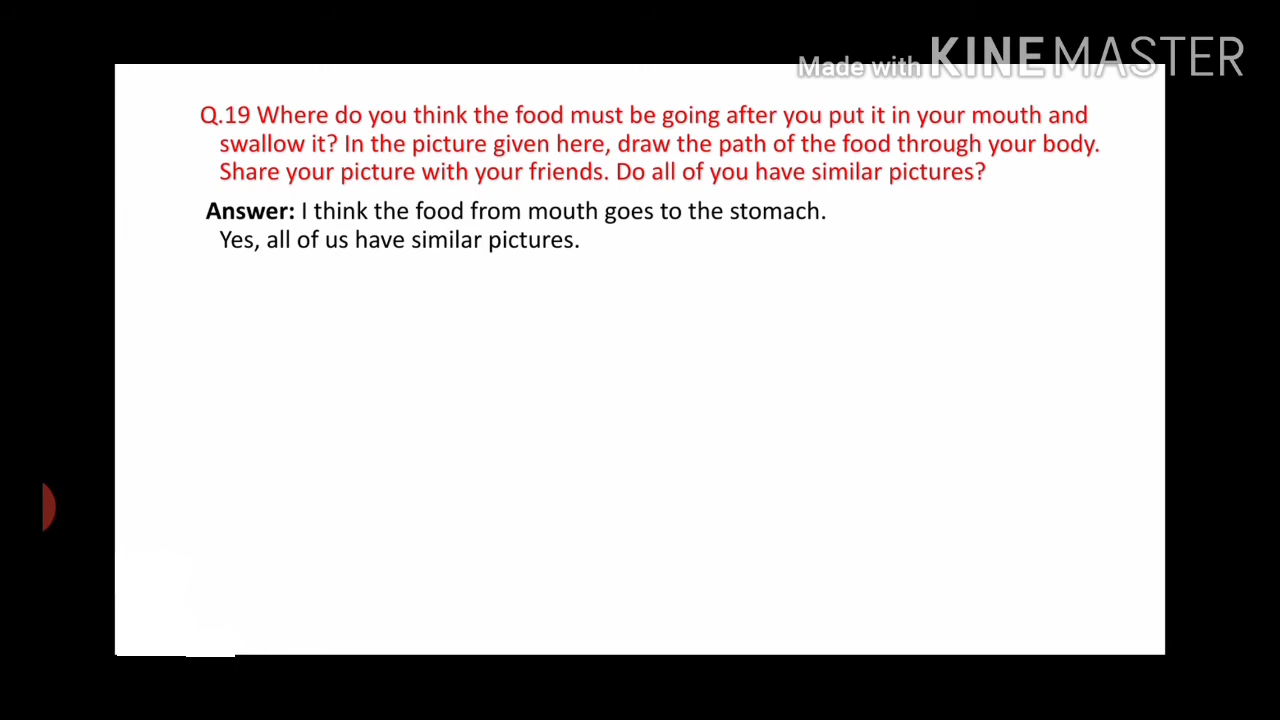 Made with KINEMASTER
Q.19 Where do you think the food must be going after you put it in your mouth and
swallow it? In the picture given here, draw the path of the food through your body.
Share your picture with your friends. Do all of you have similar pictures?
Answer: I think the food from mouth goes to the stomach.
Yes, all of us have similar pictures.